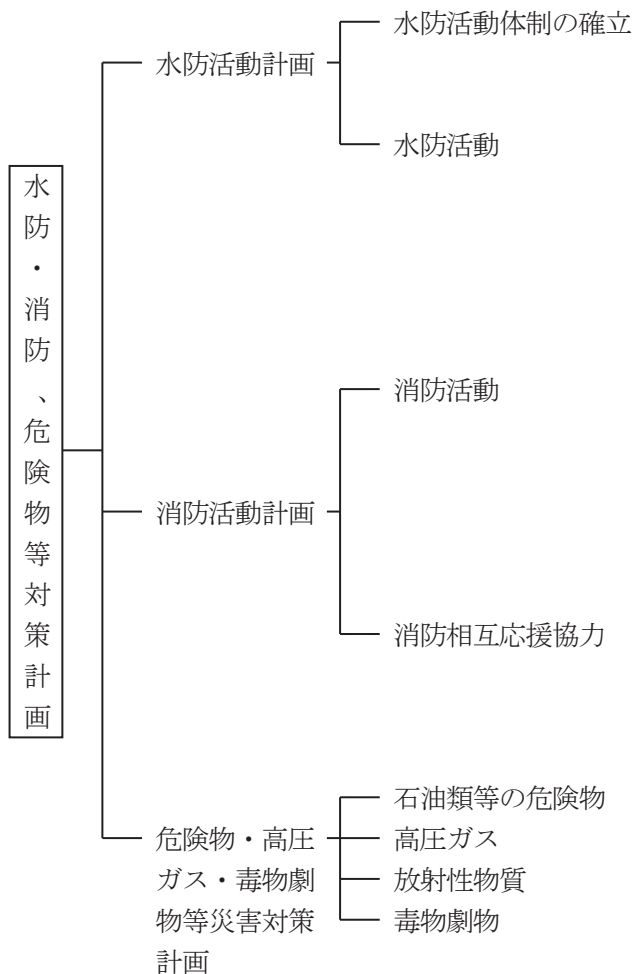 水防・消防、危険物等対策計画
水防活動計画
水防活動体制の確立
水防活動
消防活動計画
消防活動
消防相互応援協力
危険物・高圧
ガス・毒物劇
物等災害対策
計画
石油類等の危険物
高圧ガス
放射性物質
毒物劇物